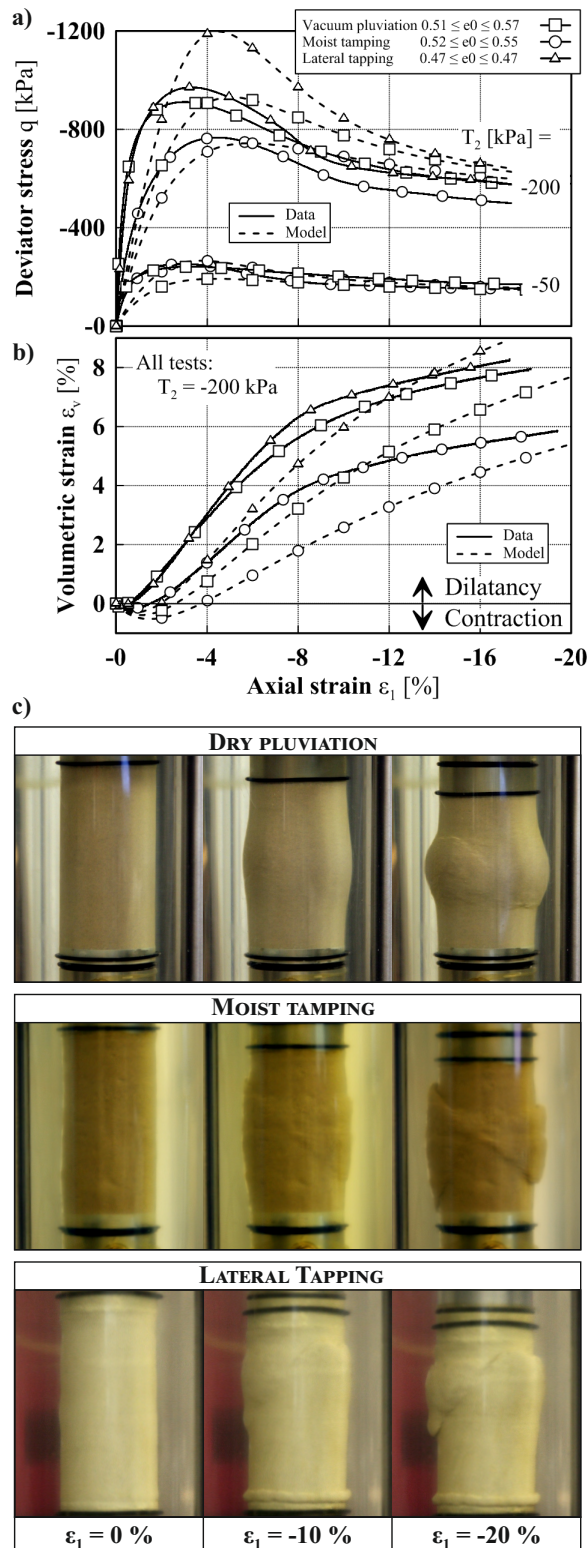 a)
-1200
-800
-400
-0
Deviator stress q [kPa]
Vacuum pluviation 0.51 ≤ e0 ≤ 0.57
Moist tamping 0.52 ≤ e0 ≤ 0.55
Lateral tapping 0.47 ≤ e0 ≤ 0.47
T2 [kPa] =
-200
-50
Data
Model
b)
8
6
4
2
0
Volumetric strain εv [%]
All tests:
T2 = -200 kPa
Data
Model
Dilatancy
Contraction
-0 -4 -8 -12 -16 -20
Axial strain ε1 [%]
c)
DRY PLUVIATION
MOIST TAMPING
LATERAL TAPPING
ε1 = 0 % ε1 = -10 % ε1 = -20 %